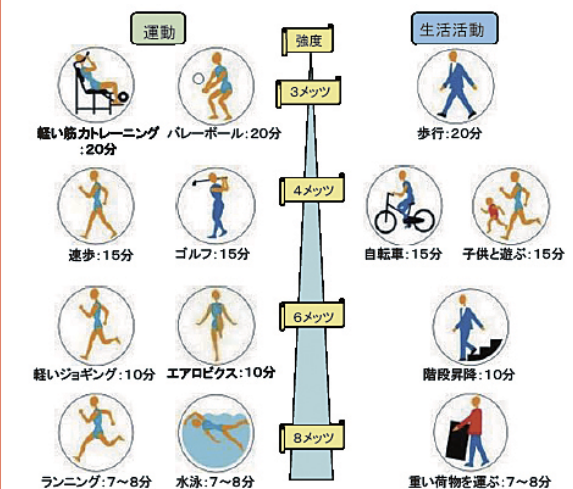 運動
強度
生活活動
3メッツ
軽い筋力トレーニング
:20分
バレーボール:20分
歩行:20分
4メッツ
速歩:15分
ゴルフ:15分
自転車:15分
子供と遊ぶ:15分
6メッツ
軽いジョギング:10分
エアロビクス:10分
階段昇降:10分
8メッツ
ランニング:7~8分
水泳:7~8分
重い荷物を運ぶ:7~8分